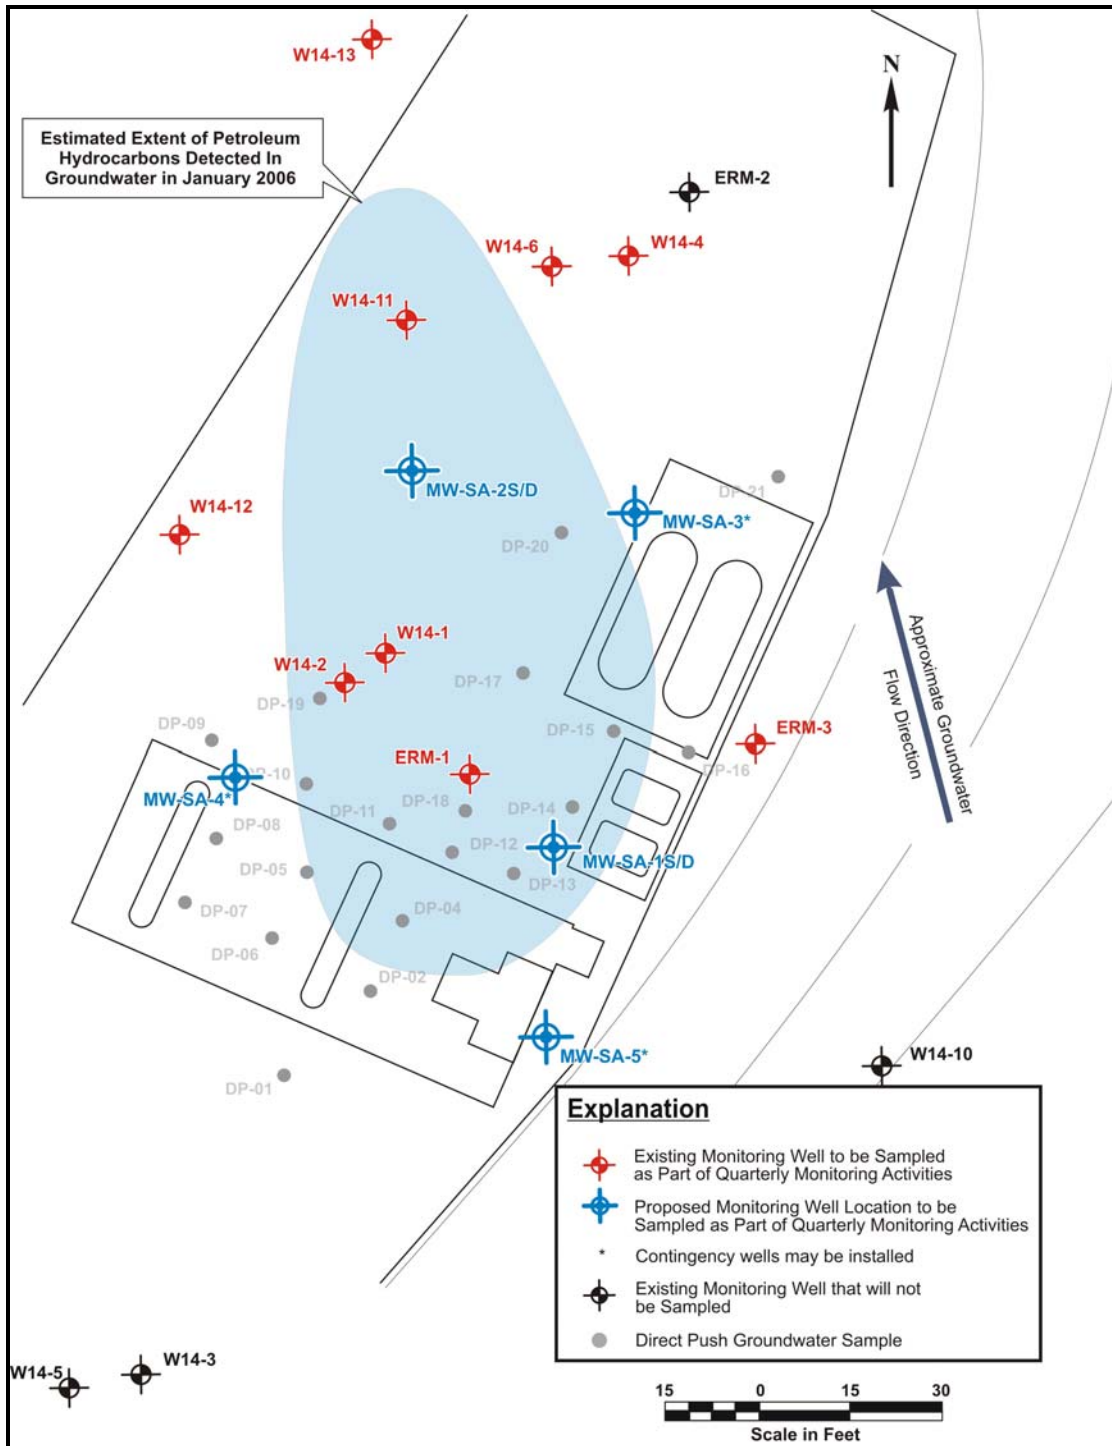 W14-13
N
Estimated Extent of Petroleum
Hydrocarbons Detected In
Groundwater in January 2006
ERM-2
W14-6
W14-4
W14-11
MW-SA-2S/D
DP-21
W14-12
MW-SA-3*
DP-20
W14-1
Approximate Groundwater
Flow Direction
W14-2
DP-17
DP-19
DP-09
DP-15
ERM-3
ERM-1
DP-16
DP-10
MW-SA-4*
DP-18
DP-14
DP-11
DP-08
DP-12
MW-SA-1S/D
DP-05
DP-13
DP-07
DP-04
DP-06
DP-02
MW-SA-5*
W14-10
DP-01
Explanation
Existing Monitoring Well to be Sampled
as Part of Quarterly Monitoring Activities
Proposed Monitoring Well Location to be
Sampled as Part of Quarterly Monitoring Activities
* Contingency wells may be installed
Existing Monitoring Well that will not
be Sampled
Direct Push Groundwater Sample
W14-3
W14-5
15 0 15 30
Scale in Feet